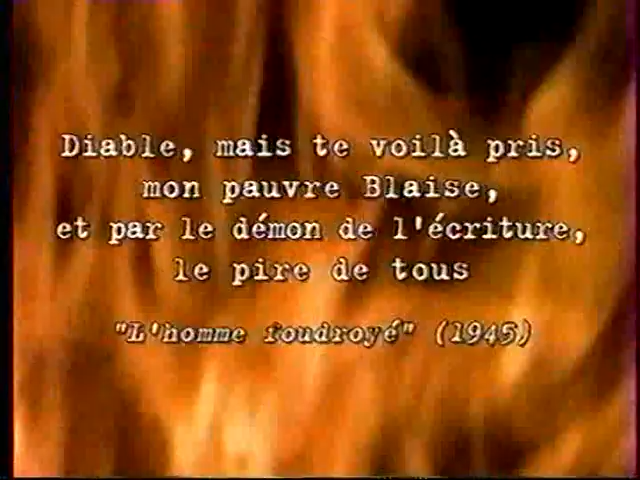 Diable, mais te voilà pris,
mon pauvre Blaise,
et par le démon de l'écriture,
le pire de tous
"L'homme foudroyé" (1945)